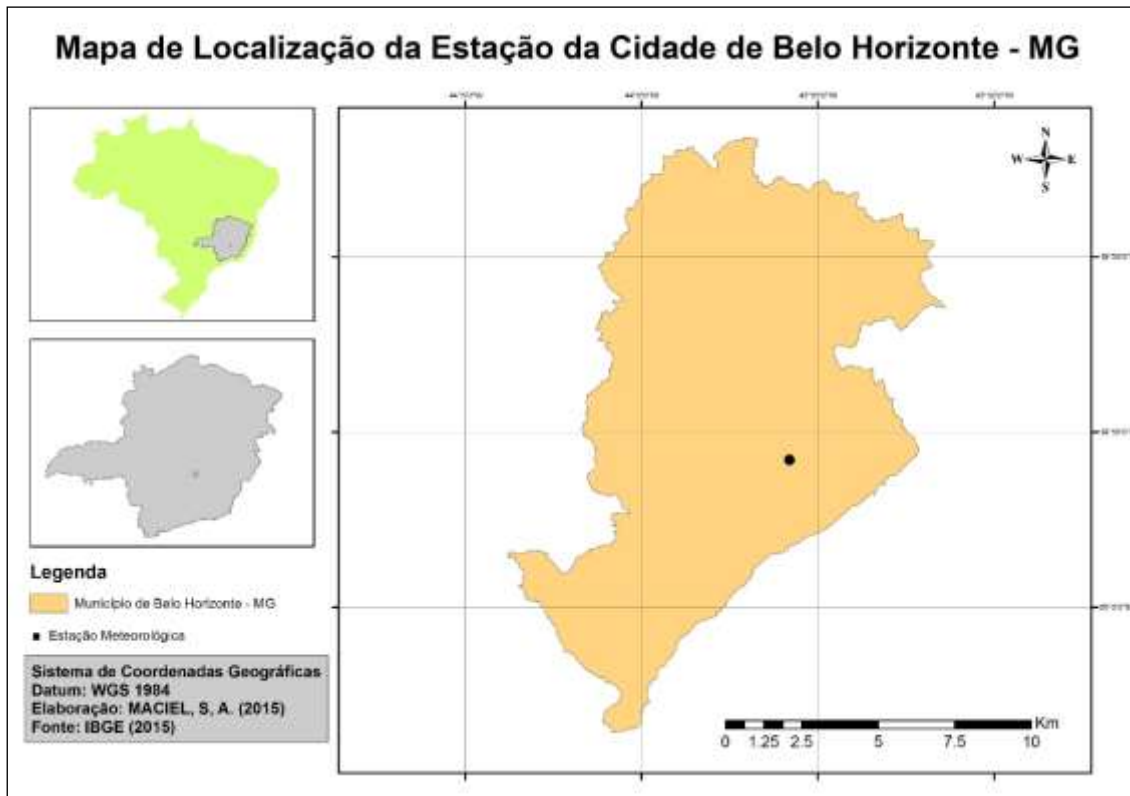 Mapa de Localização da Estação da Cidade de Belo Horizonte - MG
N
W E
S
Legenda
Município de Belo Horizonte - MG
Estação Meteorológica
Sistema de Coordenadas Geográficas
Datum: WGS 1984
Elaboração: MACIEL, S, A. (2015)
Fonte: IBGE (2015)
Km
0 1.25 2.5 5 7.5 10